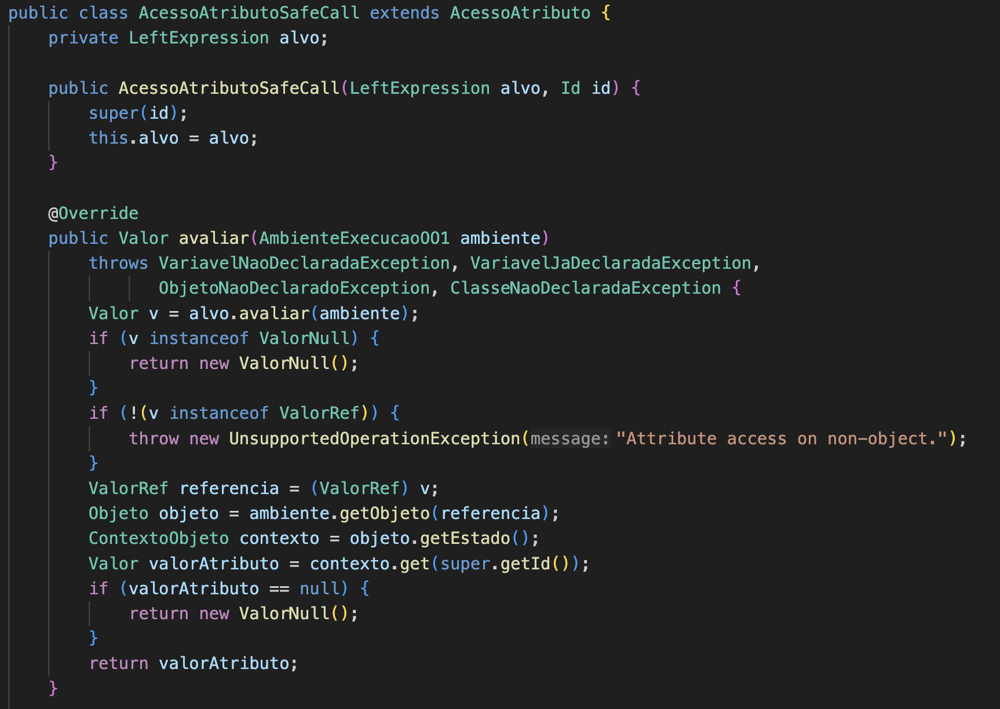 public class AcessoAtributoSafeCall extends AcessoAtributo {
    private LeftExpression alvo;

    public AcessoAtributoSafeCall(LeftExpression alvo, Id id) {
        super(id);
        this.alvo = alvo;
    }

    @Override
    public Valor avaliar(AmbienteExecucaoOO1 ambiente)
        throws VariavelNaoDeclaradaException, VariavelJaDeclaradaException,
               ObjetoNaoDeclaradoException, ClasseNaoDeclaradaException {
        Valor v = alvo.avaliar(ambiente);
        if (v instanceof ValorNull) {
            return new ValorNull();
        }
        if (!(v instanceof ValorRef)) {
            throw new UnsupportedOperationException(message: "Attribute access on non-object.");
        }
        ValorRef referencia = (ValorRef) v;
        Objeto objeto = ambiente.getObjeto(referencia);
        ContextoObjeto contexto = objeto.getEstado();
        Valor valorAtributo = contexto.get(super.getId());
        if (valorAtributo == null) {
            return new ValorNull();
        }
        return valorAtributo;
    }